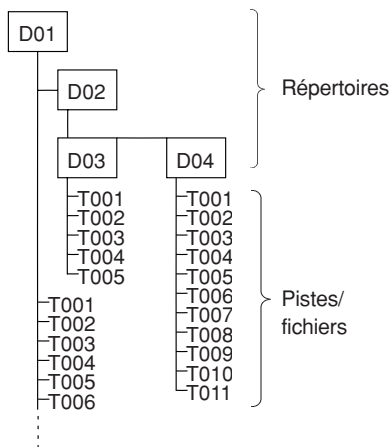 D01
D02
Répertoires
D03
D04
T001
T002
T003
T004
T005
T001
T002
T003
T004
T005
T006
T007
T008
T009
T010
T011
Pistes/
fichiers
T001
T002
T003
T004
T005
T006